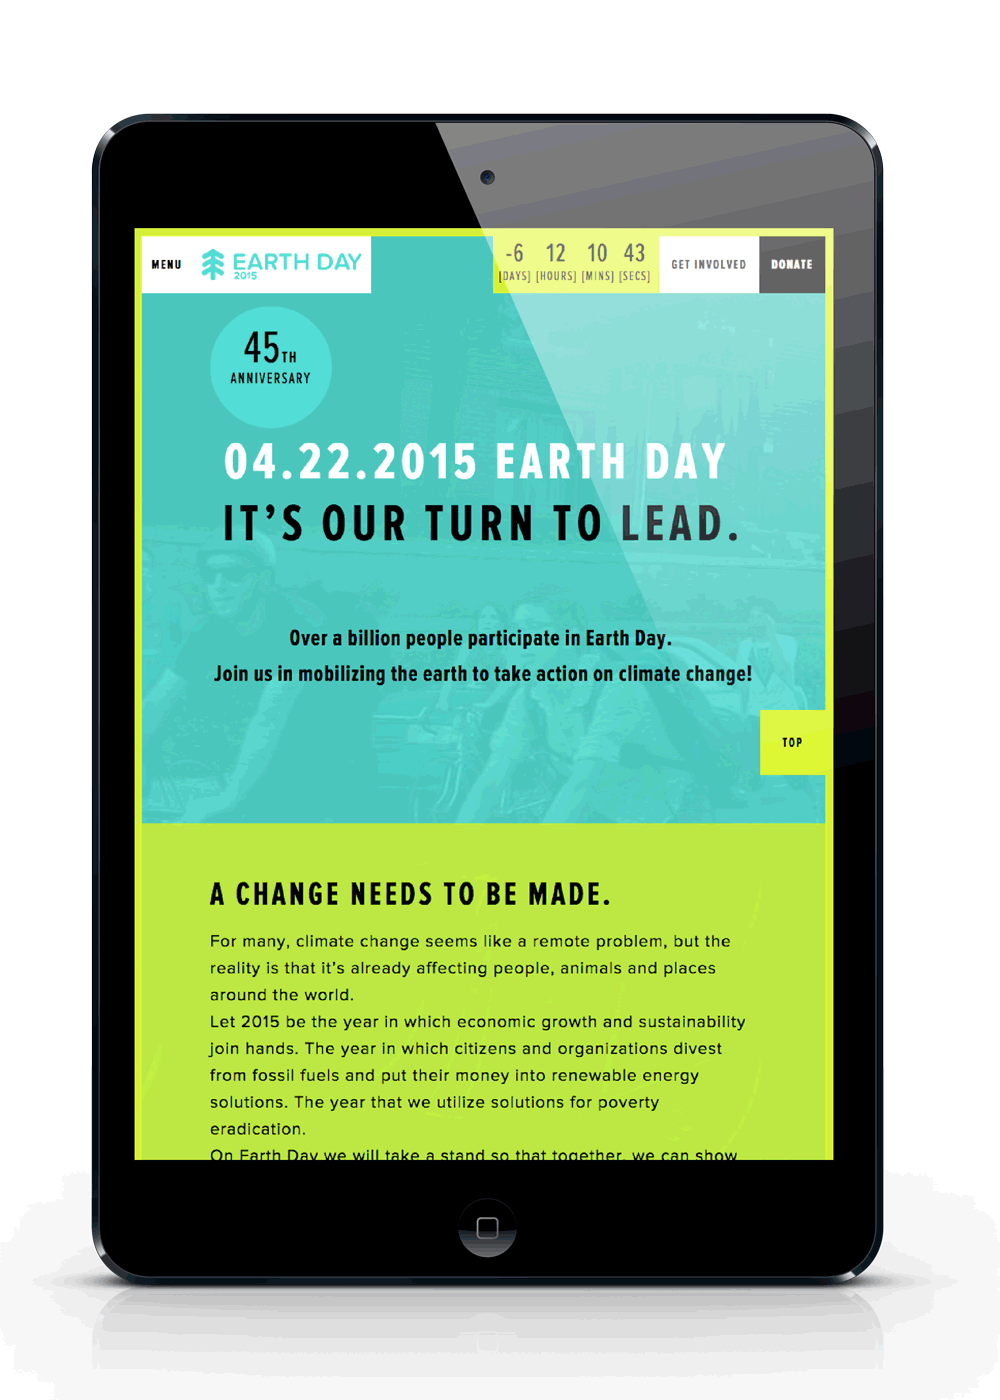 MENU
EARTH DAY
2015
-6 12 10 43
[DAYS] [HOURS] [MINS] [SECS]
GET INVOLVED
DONATE
45TH
ANNIVERSARY
04.22.2015 EARTH DAY
IT'S OUR TURN TO LEAD.
Over a billion people participate in Earth Day.
Join us in mobilizing the earth to take action on climate change!
TOP
A CHANGE NEEDS TO BE MADE.
For many, climate change seems like a remote problem, but the
reality is that it's already affecting people, animals and places
around the world.
Let 2015 be the year in which economic growth and sustainability
join hands. The year in which citizens and organizations divest
from fossil fuels and put their money into renewable energy
solutions. The year that we utilize solutions for poverty
eradication.
On Earth Day we will take a stand so that together, we can show